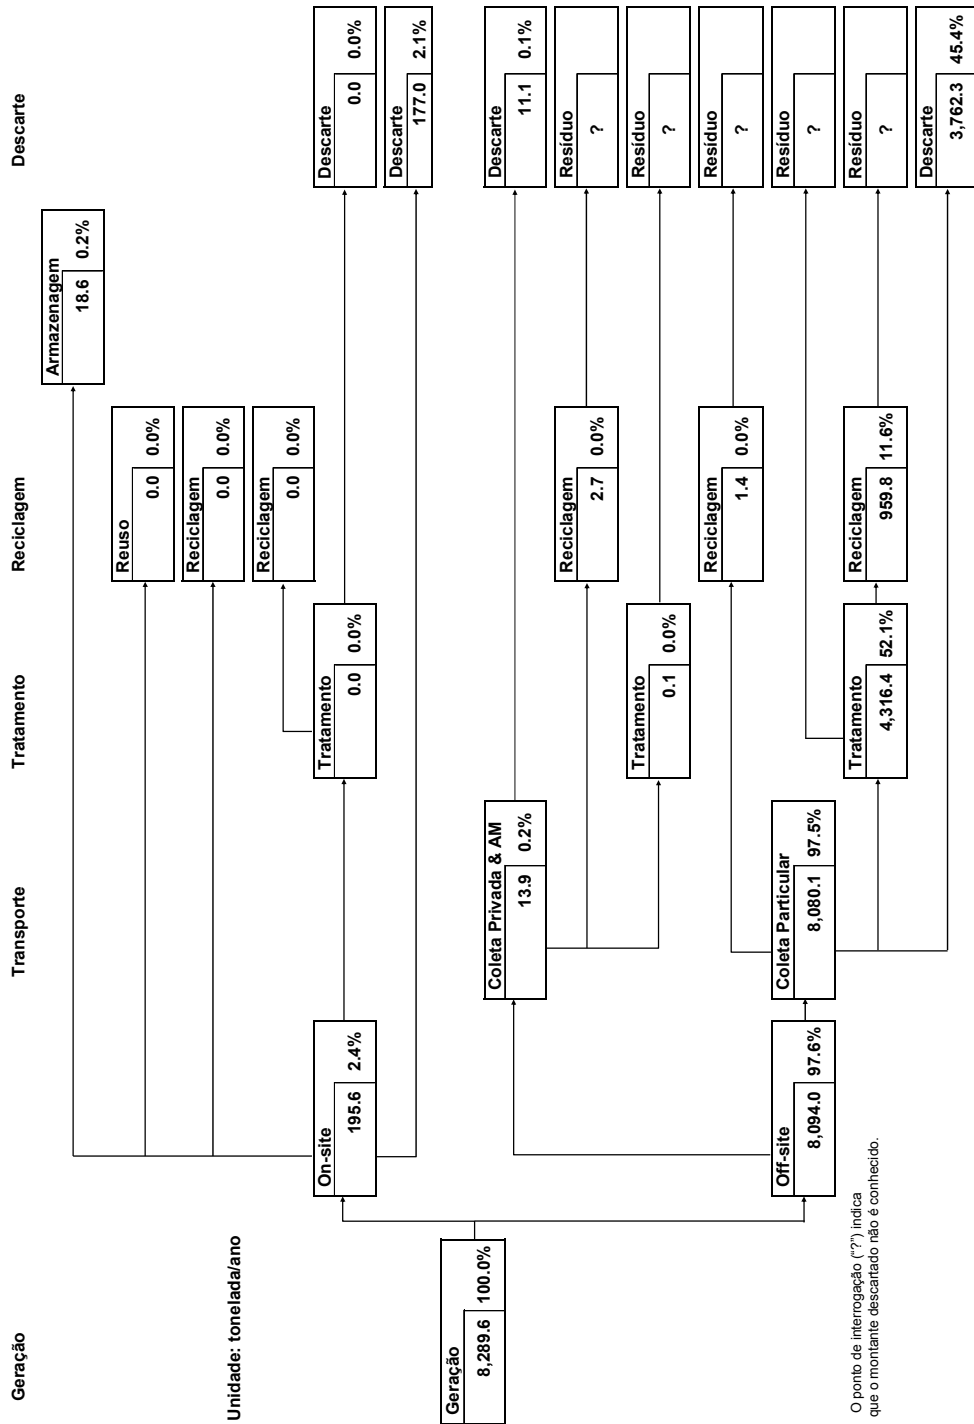 Geração
Transporte
Tratamento
Reciclagem
Descarte
Unidade: tonelada/ano
Armazenagem
18.6 0.2%
Reuso
0.0 0.0%
Reciclagem
0.0 0.0%
Reciclagem
0.0 0.0%
On-site
195.6 2.4%
Tratamento
0.0 0.0%
Descarte
0.0 0.0%
Descarte
177.0 2.1%
Geração
8,289.6 100.0%
Coleta Privada & AM
13.9 0.2%
Descarte
11.1 0.1%
Reciclagem
2.7 0.0%
Resíduo
?
Tratamento
0.1 0.0%
Resíduo
?
Reciclagem
1.4 0.0%
Resíduo
?
Off-site
8,094.0 97.6%
Coleta Particular
8,080.1 97.5%
Resíduo
?
Tratamento
4,316.4 52.1%
Reciclagem
959.8 11.6%
Resíduo
?
Descarte
3,762.3 45.4%
O ponto de interrogação (“?”) indica
que o montante descartado não é conhecido.